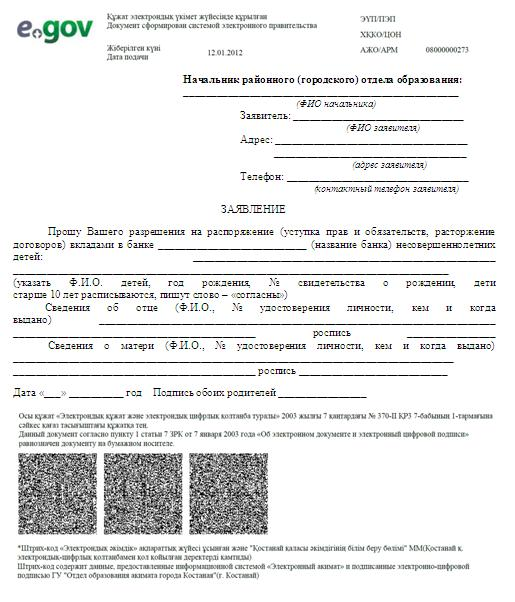 e.gov
Құжат электрондық үкімет жүйесінде құрылған
Документ сформирован системой электронного правительства
ЭҮП/ПЭП
ХҚКО/ЦОН
Жіберілген күні
Дата подачи
12.01.2012
АЖО/АРМ 08000000273
Начальник районного (городского) отдела образования:
(ФИО начальника)
Заявитель:
(ФИО заявителя)
Адрес:
(адрес заявителя)
Телефон:
(контактный телефон заявителя)
ЗАЯВЛЕНИЕ
Прошу Вашего разрешения на распоряжение (уступка прав и обязательств, расторжение
договоров) вкладами в банке ____________ (название банка) несовершеннолетних
детей:
(указать Ф.И.О. детей, год рождения, № свидетельства о рождении, дети
старше 10 лет расписываются, пишут слово – «согласны»)
Сведения об отце (Ф.И.О., № удостоверения личности, кем и когда
выдано)
роспись
Сведения о матери (Ф.И.О., № удостоверения личности, кем и когда выдано)
роспись
Дата «___» __________ год Подпись обоих родителей
Осы құжат «Электрондық құжат және электрондық цифрлық колтаңба туралы» 2003 жылғы 7 қаңтардағы № 370-II ҚРЗ 7-бабының 1-тармағына
сәйкес қағаз тасығыштағы құжатқа тең.
Данный документ согласно пункту 1 статьи 7 ЗРК от 7 января 2003 года «Об электронном документе и электронный цифровой подписи»
равнозначен документу на бумажном носителе.
*Штрих-код «Электрондық әкімдік» ақпараттық жүйесі ұсынған және "Қостанай қаласы әкімдігінің білім беру бөлімі" ММ(Қостанай қ.
электрондық-цифрлық колтаңбамен қол қойылған деректерді қамтиды)
Штрих-код содержит данные, предоставленные информационной системой «Электронный акимат» и подписанные электронно-цифровой
подписью ГУ "Отдел образования акимата города Костаная"(г. Костанай)